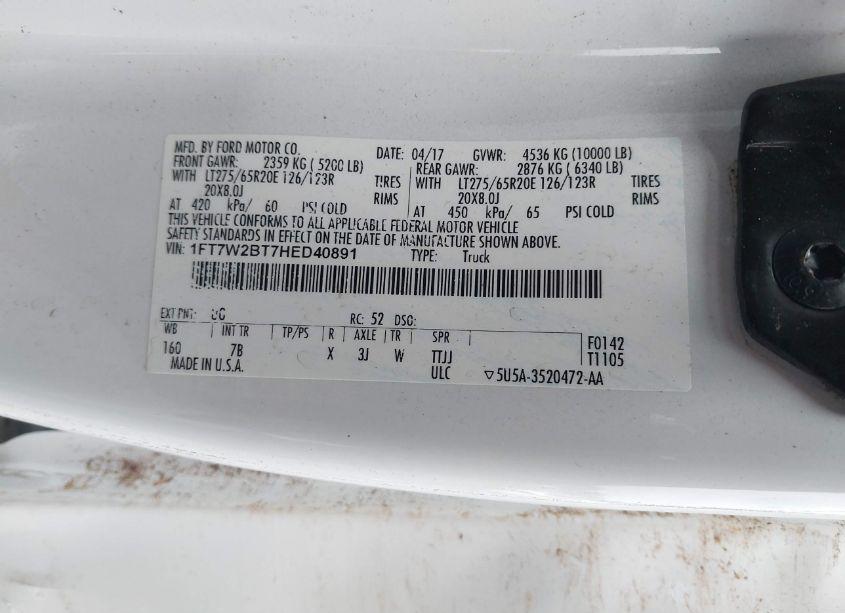 MFD. BY FORD MOTOR CO. DATE: 04/17 GVWR: 4536 KG (10000 LB)
FRONT GAWR: 2359 KG ( 5200 LB) REAR GAWR: 2876 KG ( 6340 LB)
WITH LT275/65R20E 126/123R TIRES WITH LT275/65R20E 126/123R TIRES
20X8.0J RIMS 20X8.0J RIMS
AT 420 kPa/ 60 PSI COLD AT 450 kPa/ 65 PSI COLD
THIS VEHICLE CONFORMS TO ALL APPLICABLE FEDERAL MOTOR VEHICLE
SAFETY STANDARDS IN EFFECT ON THE DATE OF MANUFACTURE SHOWN ABOVE.
VIN: 1FT7W2BT7HED40891 TYPE: Truck
EXT PNT: RC: 52 DSO:
WB INT TR TP/PS R AXLE TR SPR F0142
160 7B X 3J W TTJJ T1105
MADE IN U.S.A. ULC ▽5U5A-3520472-AA